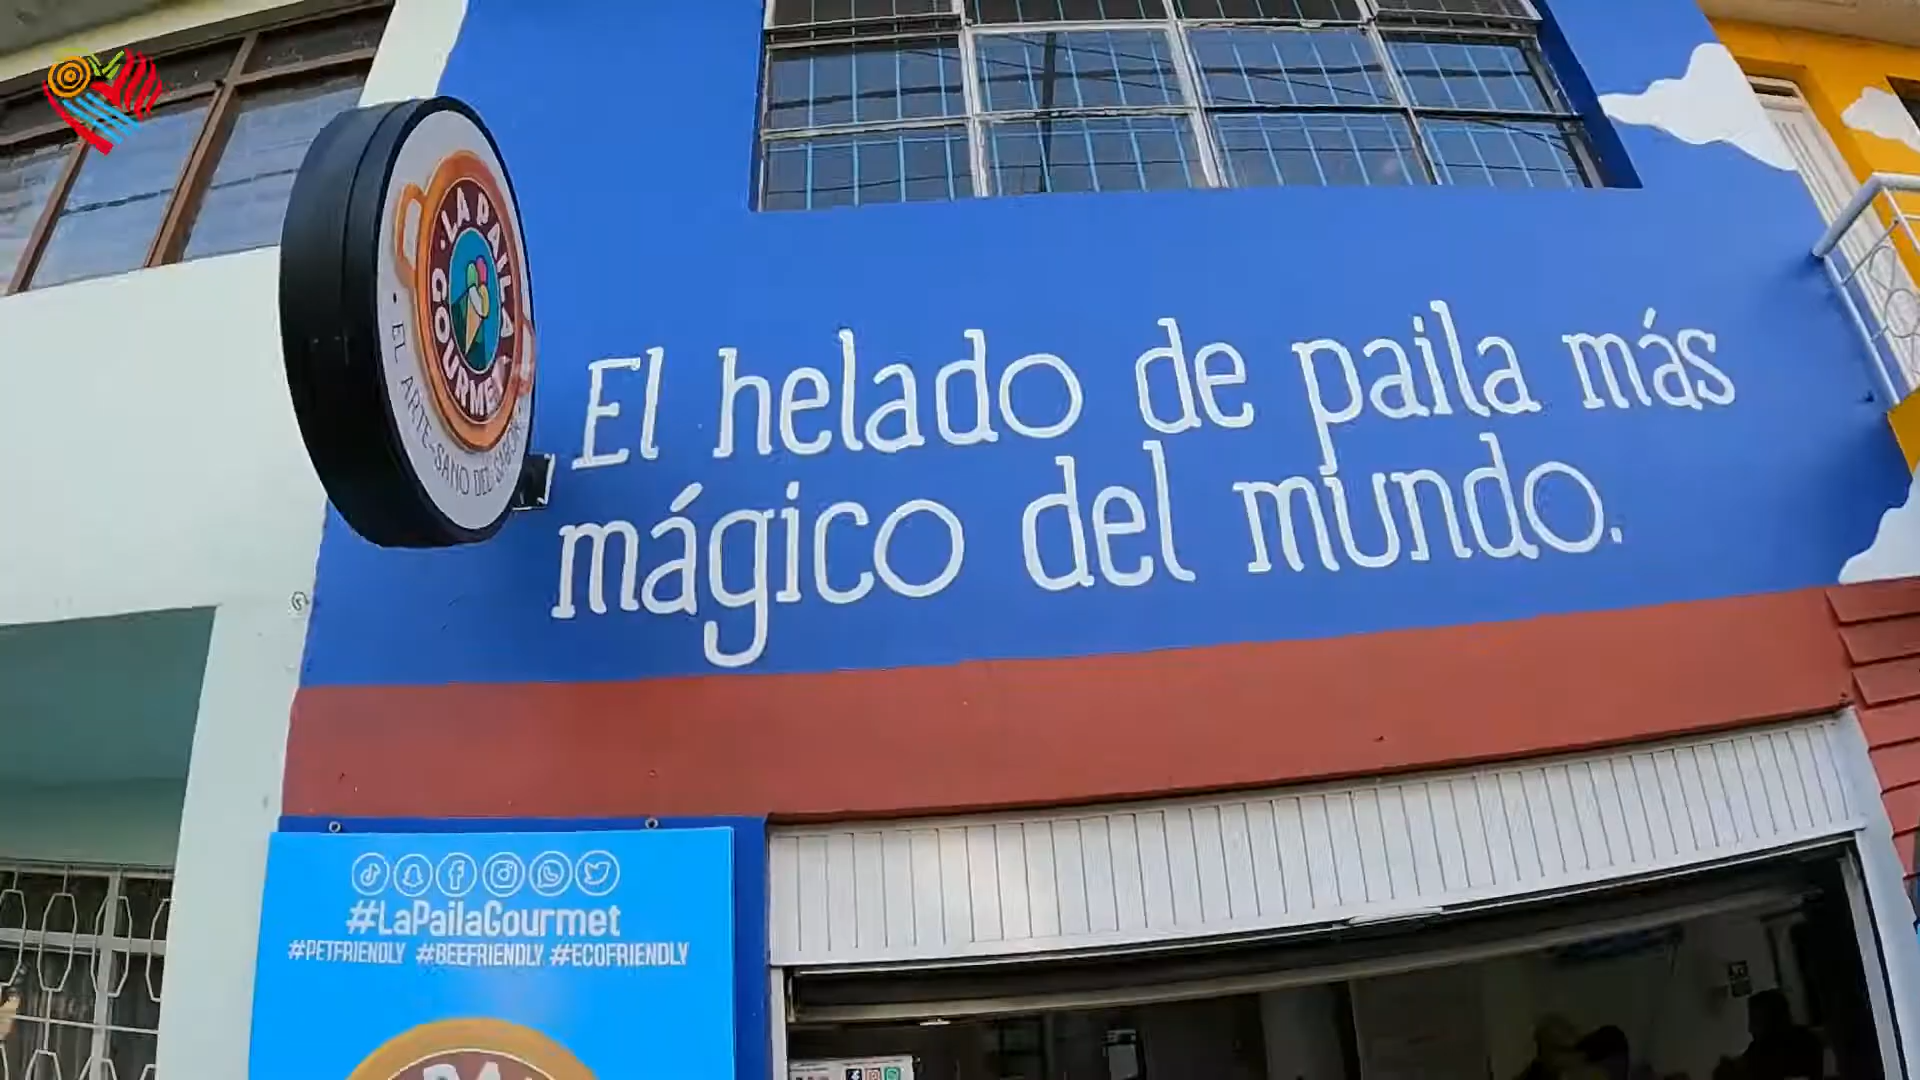 · LA PAILA · GOURMET
· EL ARTE-SANO DEL SABOR
El helado de paila más
mágico del mundo.
#LaPailaGourmet
#PETFRIENDLY #BEEFRIENDLY #ECOFRIENDLY